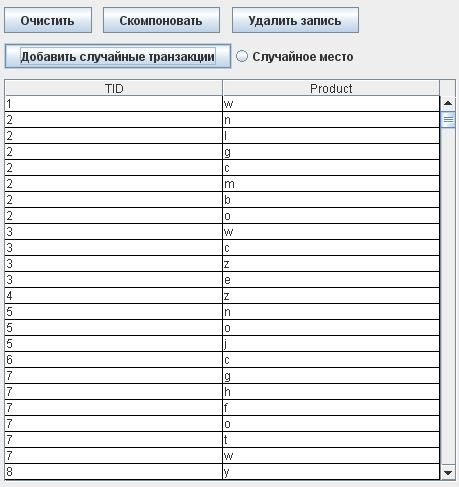 Очистить Скомпоновать Удалить запись
Добавить случайные транзакции Случайное место
TID Product
1 w
2 n
2 l
2 g
2 c
2 m
2 b
2 o
3 w
3 c
3 z
3 e
4 z
5 n
5 o
5 j
6 c
7 g
7 h
7 f
7 o
7 t
7 w
8 y